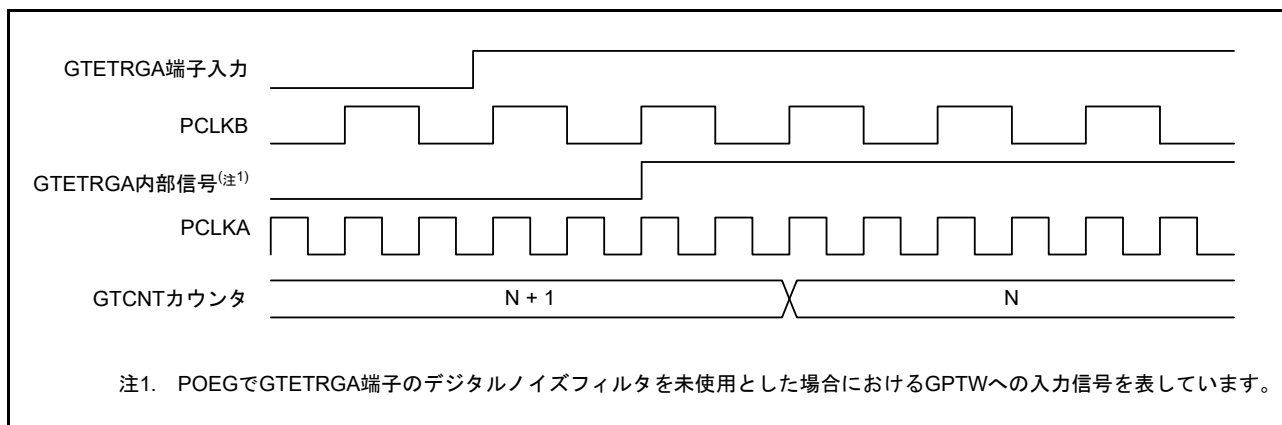 GTETRGA端子入力
PCLKB
GTETRGA内部信号(注1)
PCLKA
GTCNTカウンタ
N + 1
N
注1. POEGでGTETRGA端子のデジタルノイズフィルタを未使用とした場合におけるGPTWへの入力信号を表しています。